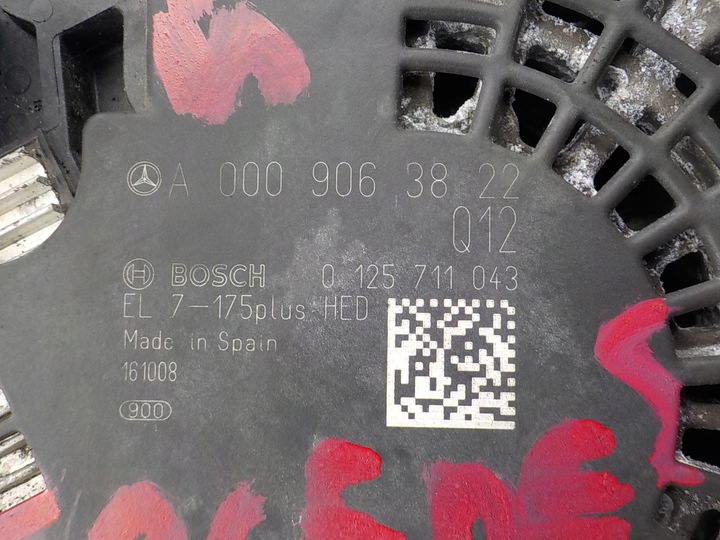 A 000 906 38 22
Q12
BOSCH 0 125 711 043
EL 7-175plus HED
Made in Spain
161008
900